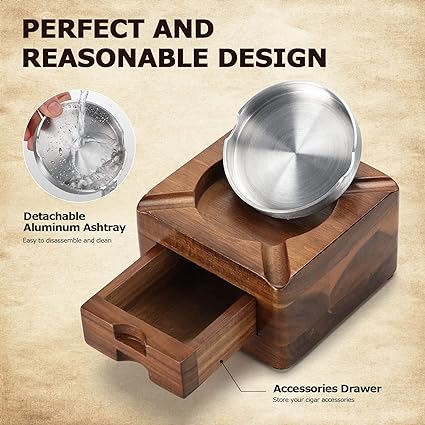 PERFECT AND
REASONABLE DESIGN
Detachable
Aluminum Ashtray
Easy to disassemble and clean
Accessories Drawer
Store your cigar accessories